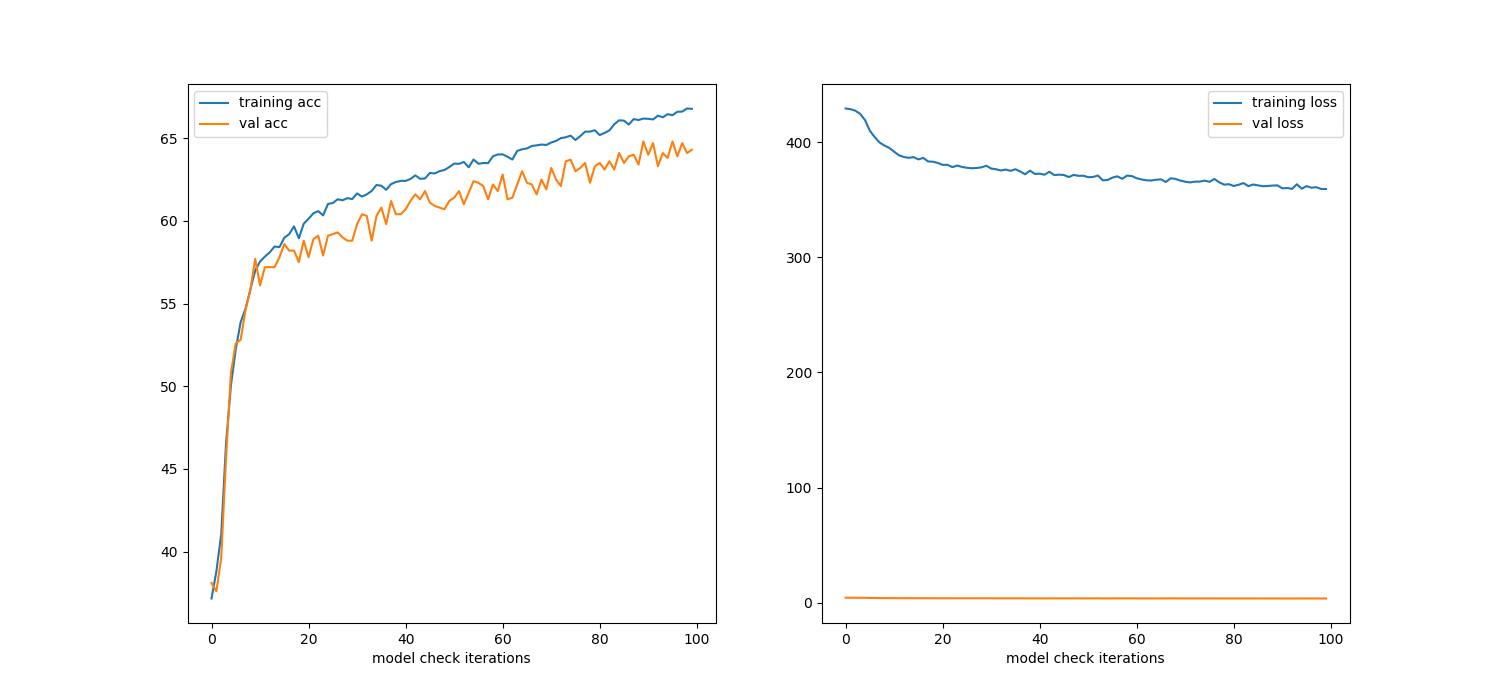 training acc
val acc
65
60
55
50
45
40
0 20 40 60 80 100
model check iterations
training loss
val loss
400
300
200
100
0
0 20 40 60 80 100
model check iterations